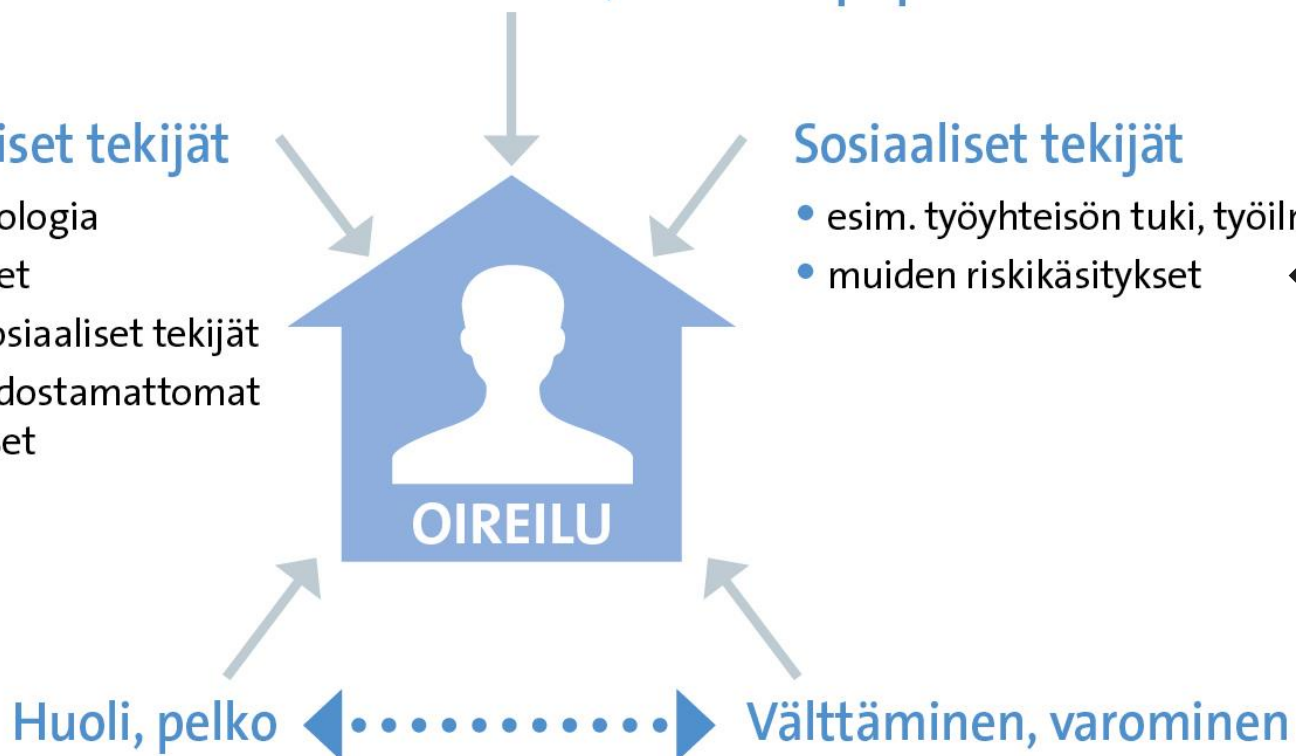 iset tekijät
ologia
et
osiaaliset tekijät
dostamattomat
et
Sosiaaliset tekijät
• esim. työyhteisön tuki, työilm
• muiden riskikäsitykset
OIREILU
Huoli, pelko
Välttäminen, varominen